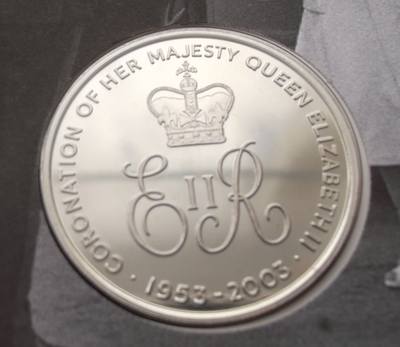 · CORONATION OF HER MAJESTY QUEEN ELIZABETH II ·
1953-2003
EIIR